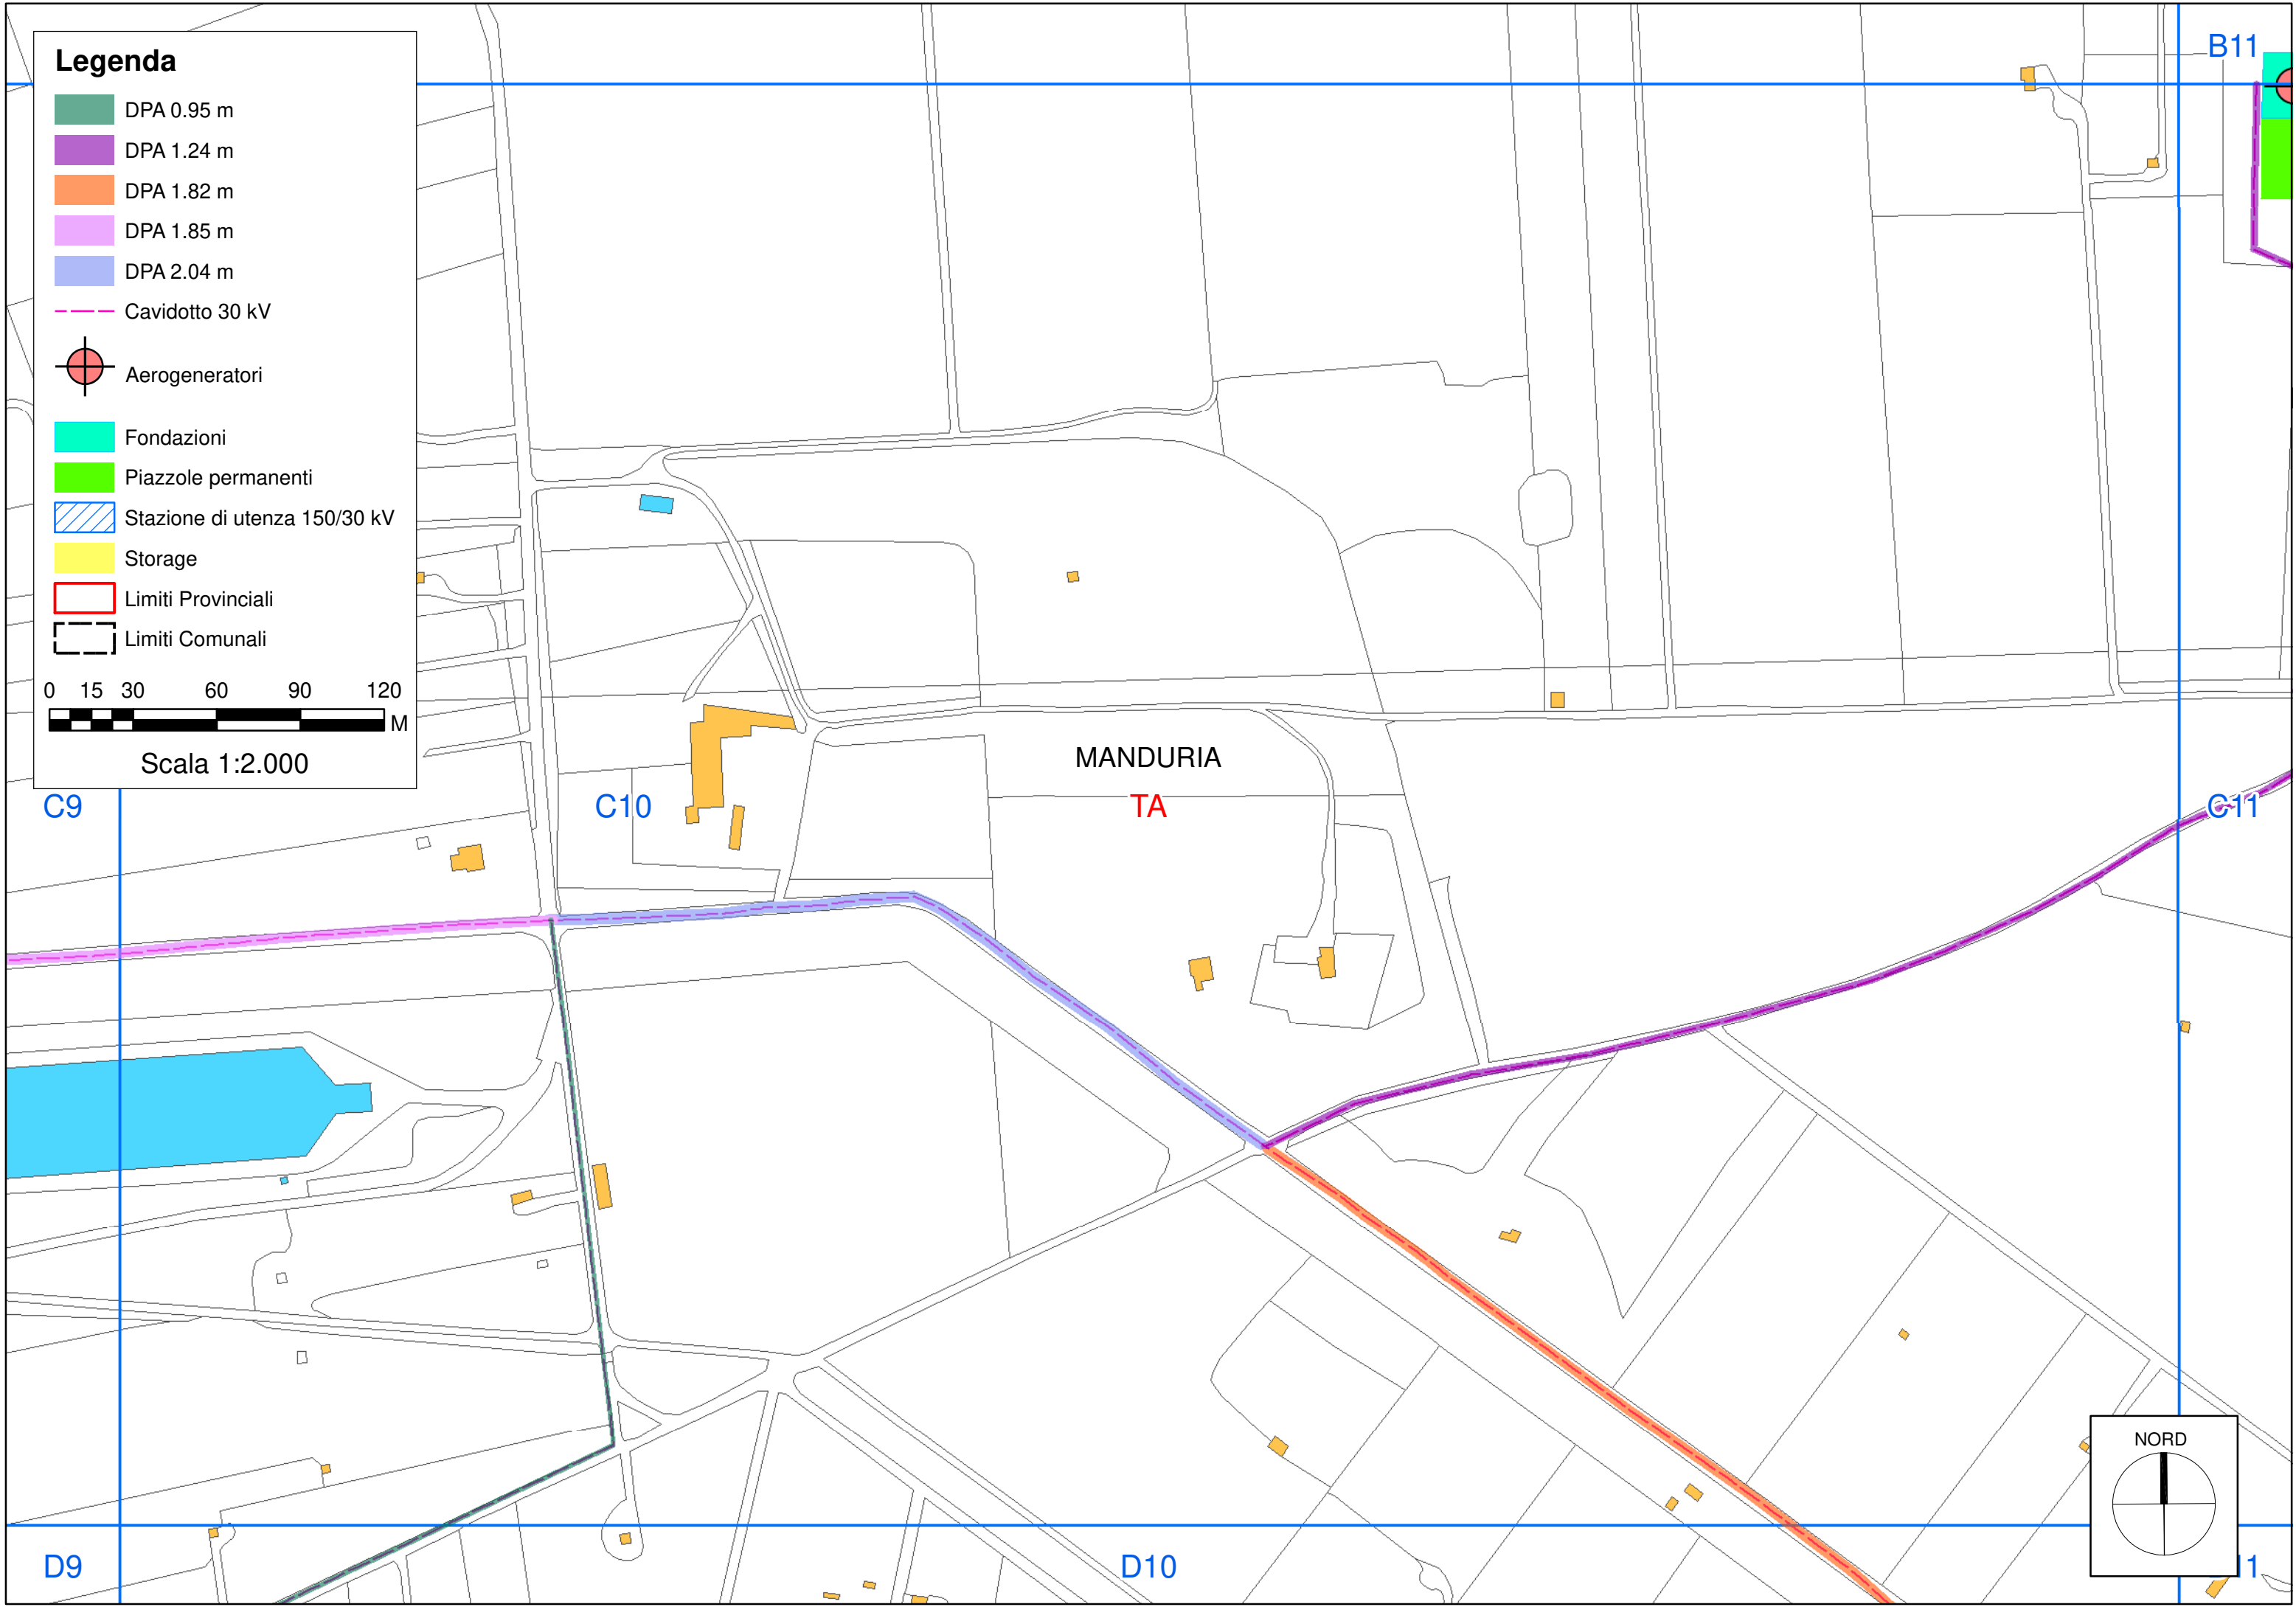 Legenda
DPA 0.95 m
DPA 1.24 m
DPA 1.82 m
DPA 1.85 m
DPA 2.04 m
Cavidotto 30 kV
Aerogeneratori
Fondazioni
Piazzole permanenti
Stazione di utenza 150/30 kV
Storage
Limiti Provinciali
Limiti Comunali
0 15 30 60 90 120
M
Scala 1:2.000
B11
MANDURIA
TA
C9
C10
C11
NORD
D9
D10
11